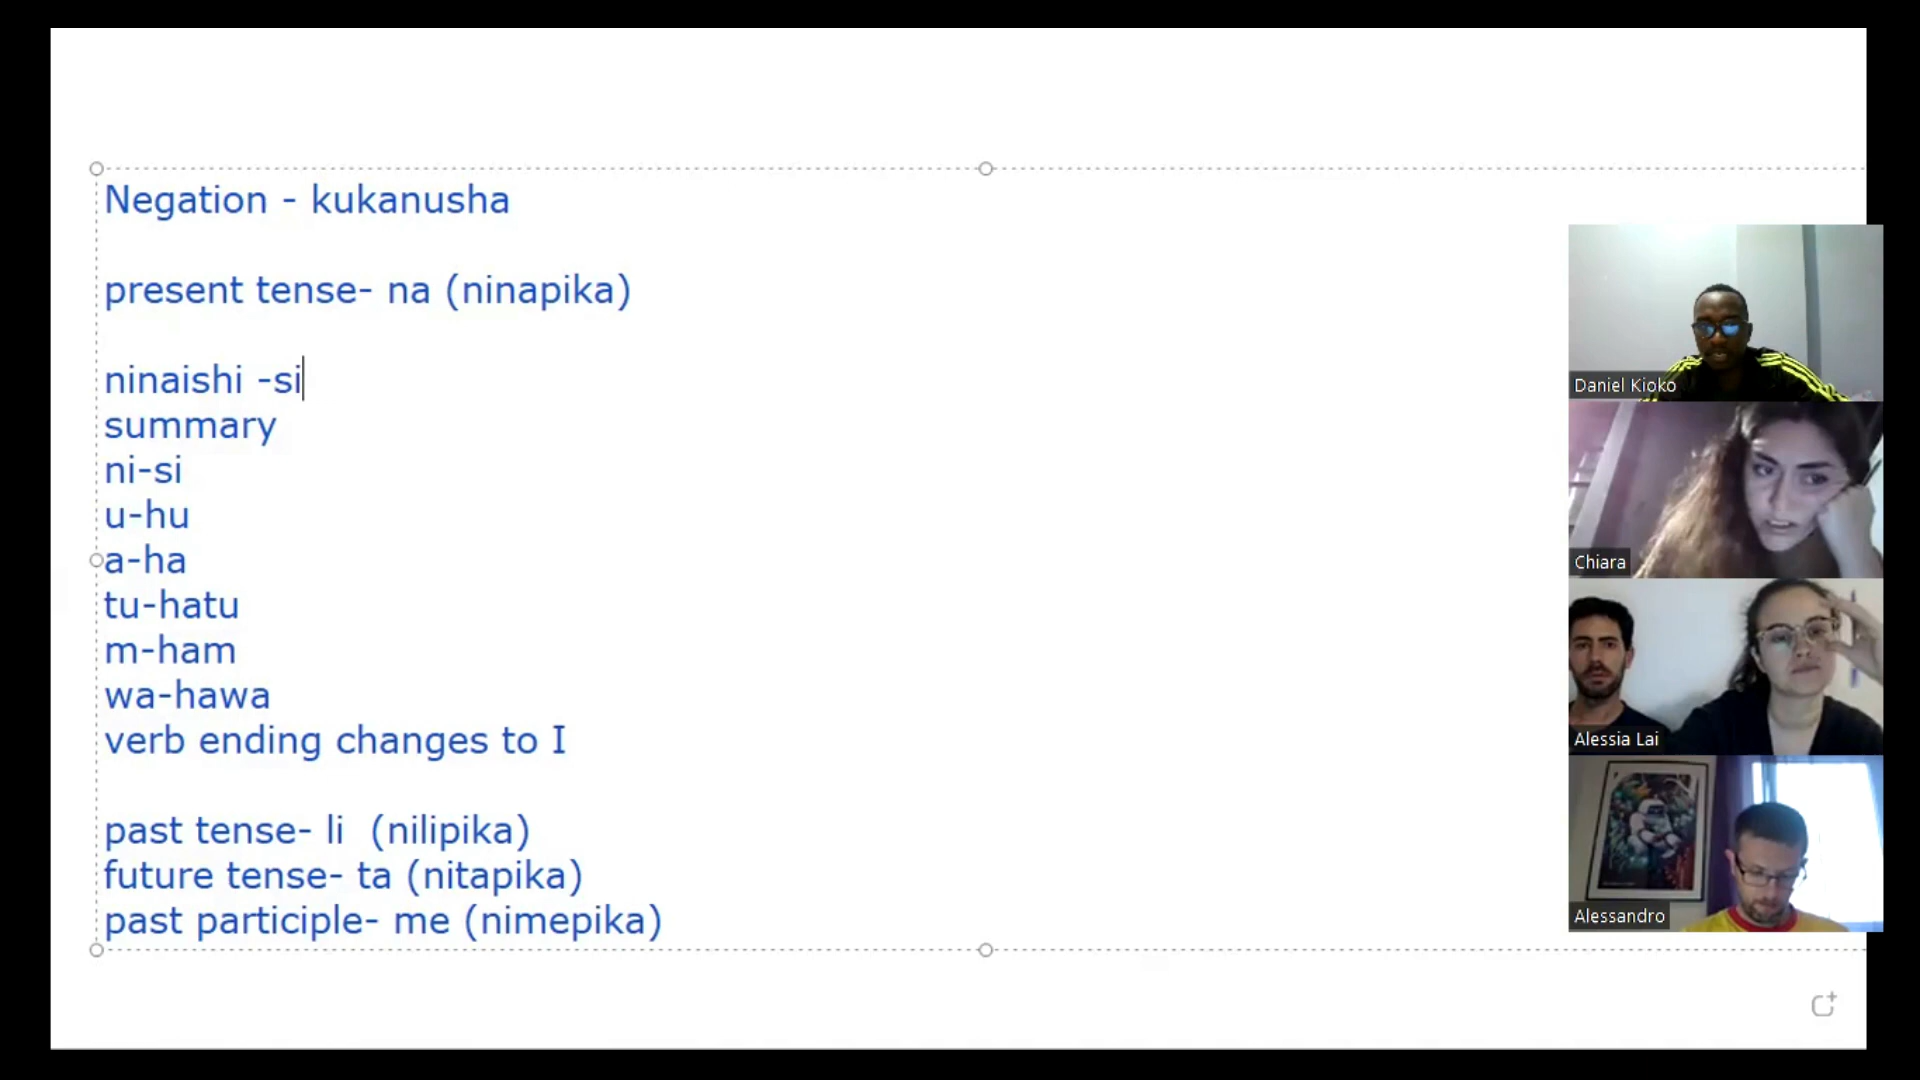 Negation - kukanusha
present tense- na (ninapika)
ninaishi -si
summary
ni-si
u-hu
a-ha
tu-hatu
m-ham
wa-hawa
verb ending changes to I
past tense- li (nilipika)
future tense- ta (nitapika)
past participle- me (nimepika)
Daniel Kioko
Chiara
Alessia Lai
Alessandro